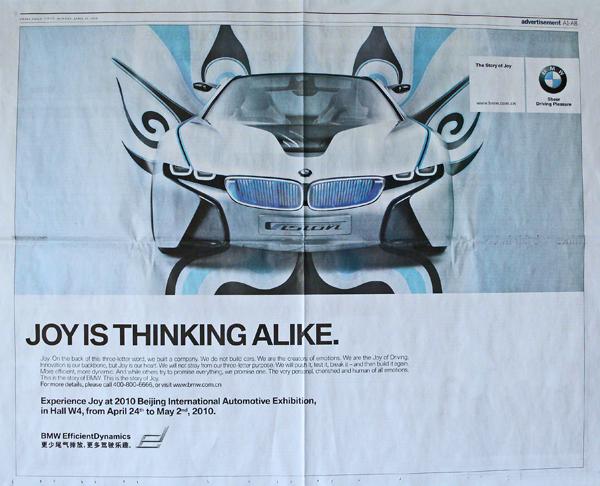 advertisement A1-A8
The Story of Joy
www.bmw.com.cn
BMW
Sheer
Driving Pleasure
Vision
JOY IS THINKING ALIKE.
Joy. On the back of this three-letter word, we built a company. We do not build cars. We are the creators of emotions. We are the Joy of Driving.
Innovation is our backbone, but Joy is our heart. We will not stray from our three-letter purpose. We will push it, test it, break it – and then build it again.
More efficient, more dynamic. And while others try to promise everything, we promise one. The very personal, cherished and human of all emotions.
This is the story of BMW. This is the story of Joy.
For more details, please call 400-800-6666, or visit www.bmw.com.cn
Experience Joy at 2010 Beijing International Automotive Exhibition,
in Hall W4, from April 24th to May 2nd, 2010.
BMW EfficientDynamics
更少尾气排放,更多驾驶乐趣。